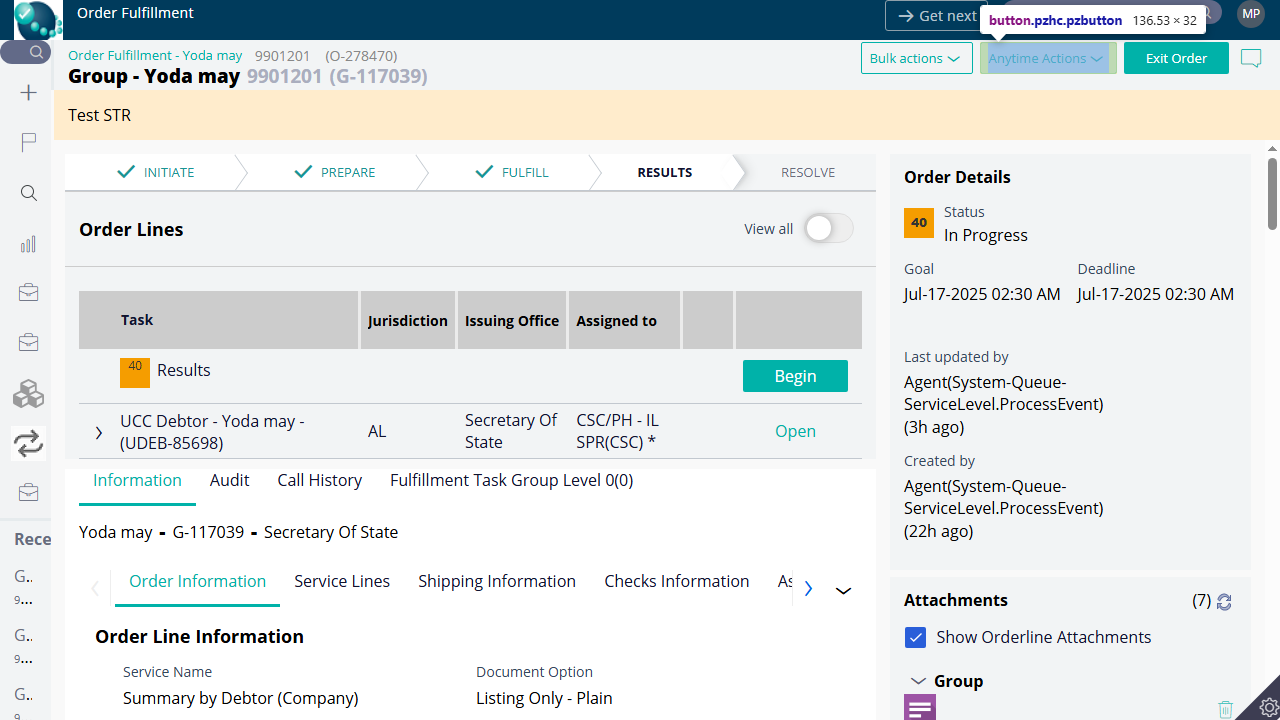 Order Fulfillment
Get next
button.pzhc.pzbutton 136.53 × 32
MP
Order Fulfillment - Yoda may 9901201 (O-278470)
Group - Yoda may 9901201 (G-117039)
Bulk actions
Anytime Actions
Exit Order
Test STR
INITIATE
PREPARE
FULFILL
RESULTS
RESOLVE
Order Lines
View all
Task
Jurisdiction
Issuing Office
Assigned to
40 Results
Begin
UCC Debtor - Yoda may -
(UDEB-85698)
AL
Secretary Of
State
CSC/PH - IL
SPR(CSC) *
Open
Information
Audit
Call History
Fulfillment Task Group Level 0(0)
Yoda may - G-117039 - Secretary Of State
Order Information
Service Lines
Shipping Information
Checks Information
As
Order Line Information
Service Name
Summary by Debtor (Company)
Document Option
Listing Only - Plain
Order Details
40
Status
In Progress
Goal
Jul-17-2025 02:30 AM
Deadline
Jul-17-2025 02:30 AM
Last updated by
Agent(System-Queue-
ServiceLevel.ProcessEvent)
(3h ago)
Created by
Agent(System-Queue-
ServiceLevel.ProcessEvent)
(22h ago)
Attachments
(7)
Show Orderline Attachments
Group
Rece
G..
9...
G..
9...
G..